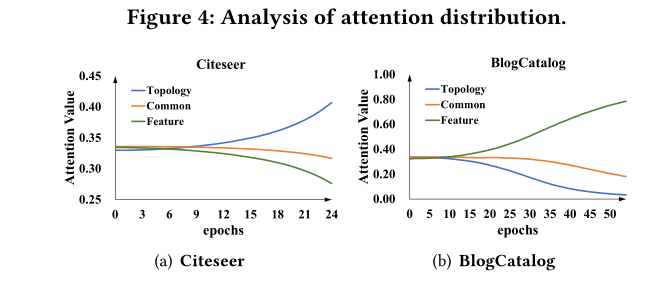 Figure 4: Analysis of attention distribution.
Citeseer
Attention Value
0.45
0.40
0.35
0.30
0.25
Topology
Common
Feature
0 3 6 9 12 15 18 21 24
epochs
(a) Citeseer
BlogCatalog
Attention Value
1.00
0.80
0.60
0.40
0.20
0.00
Topology
Common
Feature
0 5 10 15 20 25 30 35 40 45 50
epochs
(b) BlogCatalog